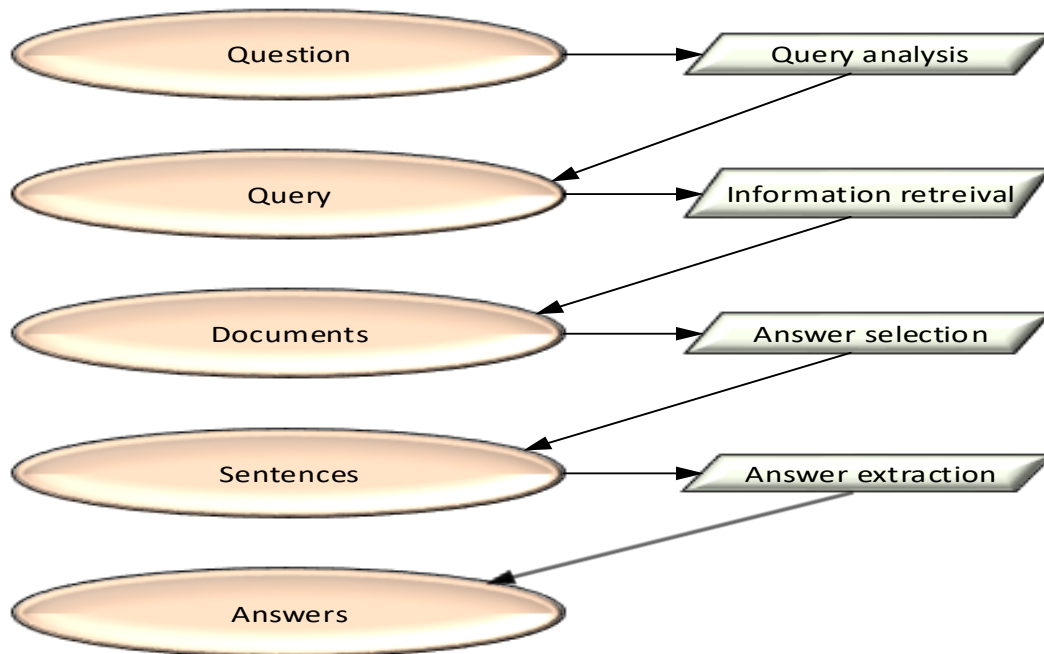 Question
Query analysis
Query
Information retreival
Documents
Answer selection
Sentences
Answer extraction
Answers